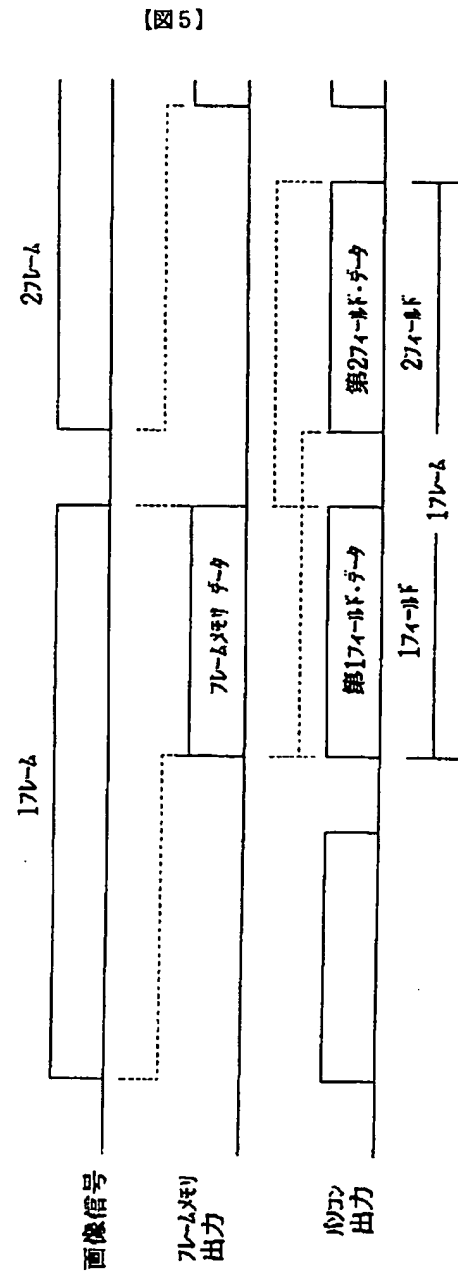 【図5】
画像信号
1フレーム
2フレーム
フレームメモリ
出力
フレームメモリ データ
パソコン
出力
第1フィールド・データ
第2フィールド・データ
1フィールド
2フィールド
1フレーム